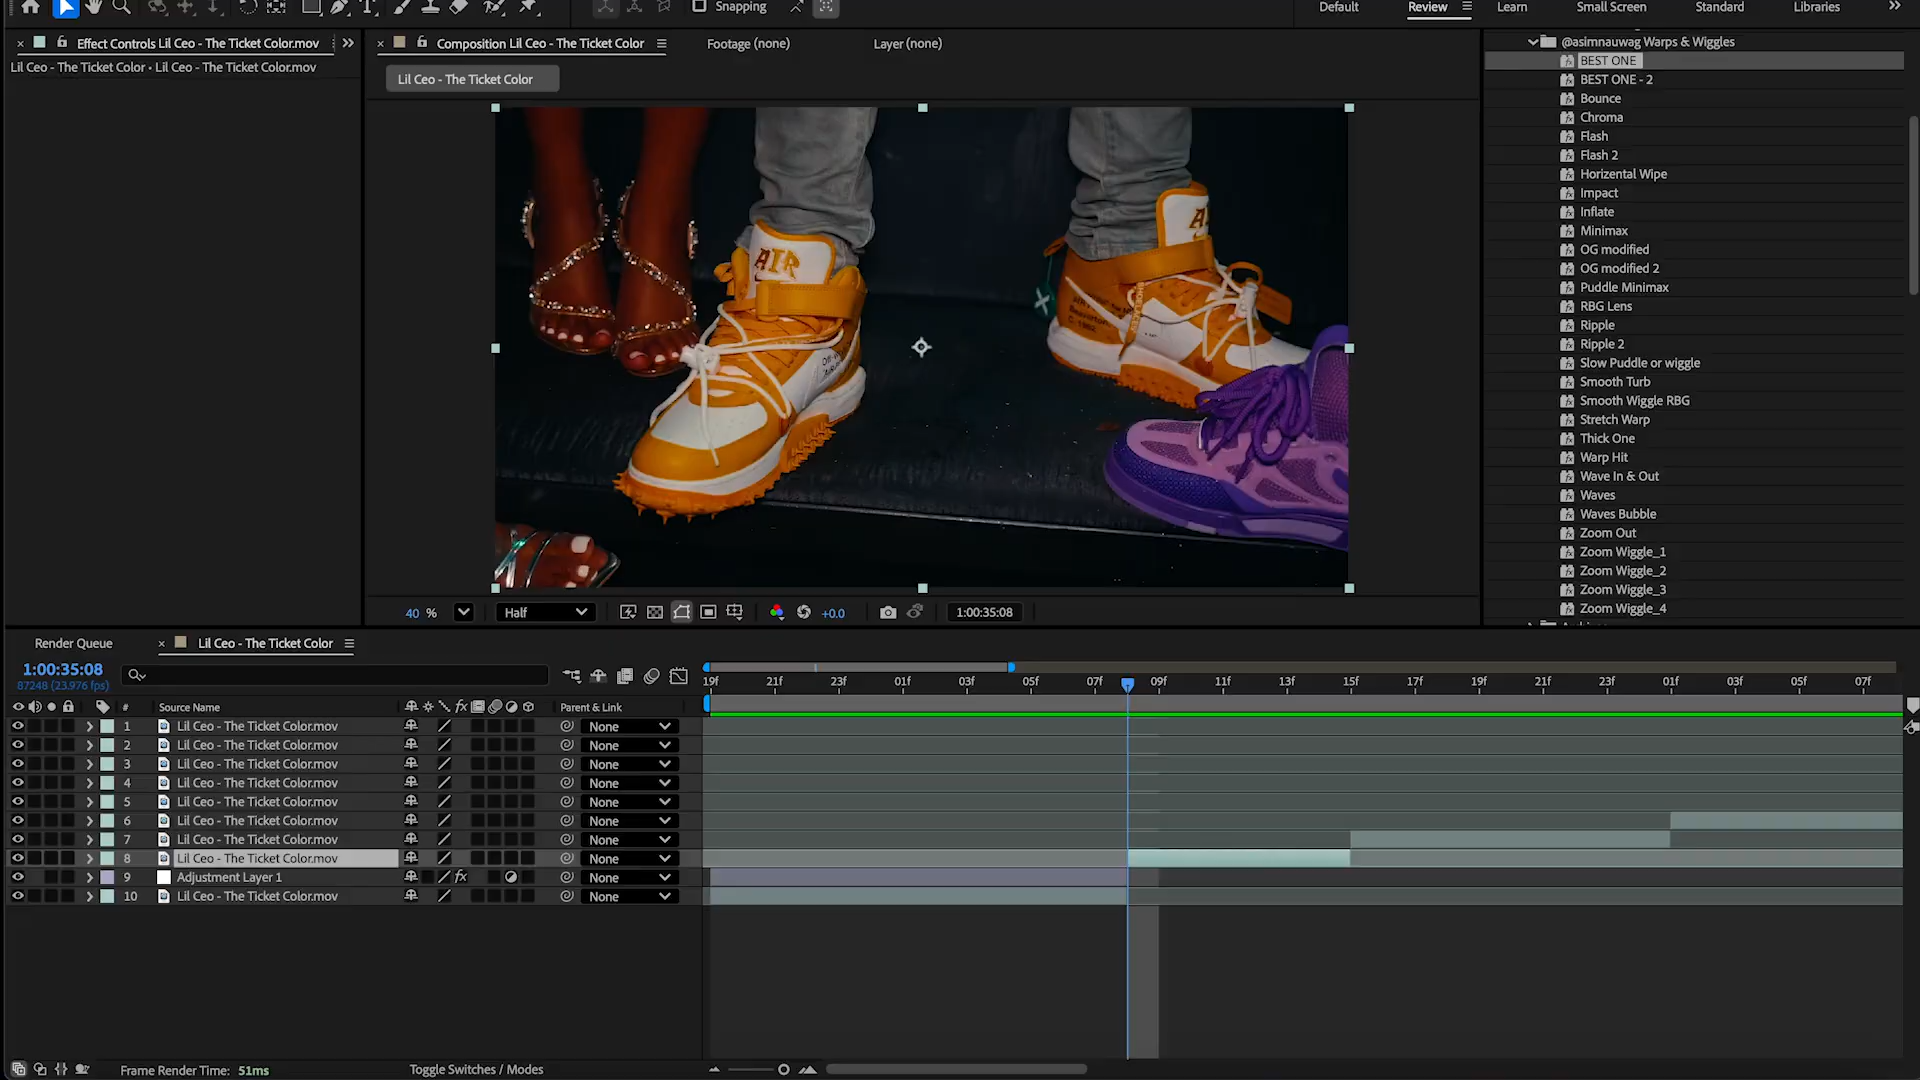 Snapping
Default
Review
Learn
Small Screen
Standard
Libraries
Effect Controls Lil Ceo - The Ticket Color.mov
Composition Lil Ceo - The Ticket Color
Footage (none)
Layer (none)
Lil Ceo - The Ticket Color • Lil Ceo - The Ticket Color.mov
Lil Ceo - The Ticket Color
@asimnauwag Warps & Wiggles
BEST ONE
BEST ONE - 2
Bounce
Chroma
Flash
Flash 2
Horizental Wipe
Impact
Inflate
Minimax
OG modified
OG modified 2
Puddle Minimax
RBG Lens
Ripple
Ripple 2
Slow Puddle or wiggle
Smooth Turb
Smooth Wiggle RBG
Stretch Warp
Thick One
Warp Hit
Wave In & Out
Waves
Waves Bubble
Zoom Out
Zoom Wiggle_1
Zoom Wiggle_2
Zoom Wiggle_3
Zoom Wiggle_4
AIR
40 %
Half
+0.0
1:00:35:08
Render Queue
Lil Ceo - The Ticket Color
1:00:35:08
87248 (23.976 fps)
19f 21f 23f 01f 03f 05f 07f 09f 11f 13f 15f 17f 19f 21f 23f 01f 03f 05f 07f
# Source Name fx Parent & Link
1 Lil Ceo - The Ticket Color.mov None
2 Lil Ceo - The Ticket Color.mov None
3 Lil Ceo - The Ticket Color.mov None
4 Lil Ceo - The Ticket Color.mov None
5 Lil Ceo - The Ticket Color.mov None
6 Lil Ceo - The Ticket Color.mov None
7 Lil Ceo - The Ticket Color.mov None
8 Lil Ceo - The Ticket Color.mov None
9 Adjustment Layer 1 fx None
10 Lil Ceo - The Ticket Color.mov None
Frame Render Time: 51ms
Toggle Switches / Modes